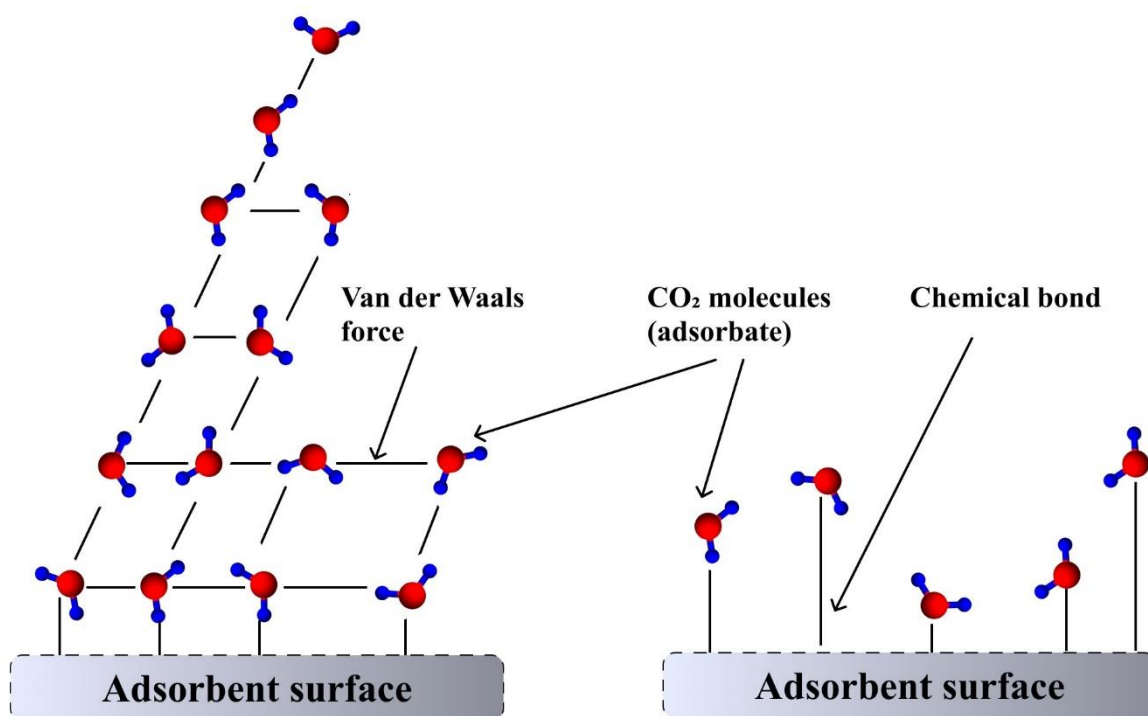 Van der Waals
force
CO₂ molecules
(adsorbate)
Chemical bond
Adsorbent surface
Adsorbent surface